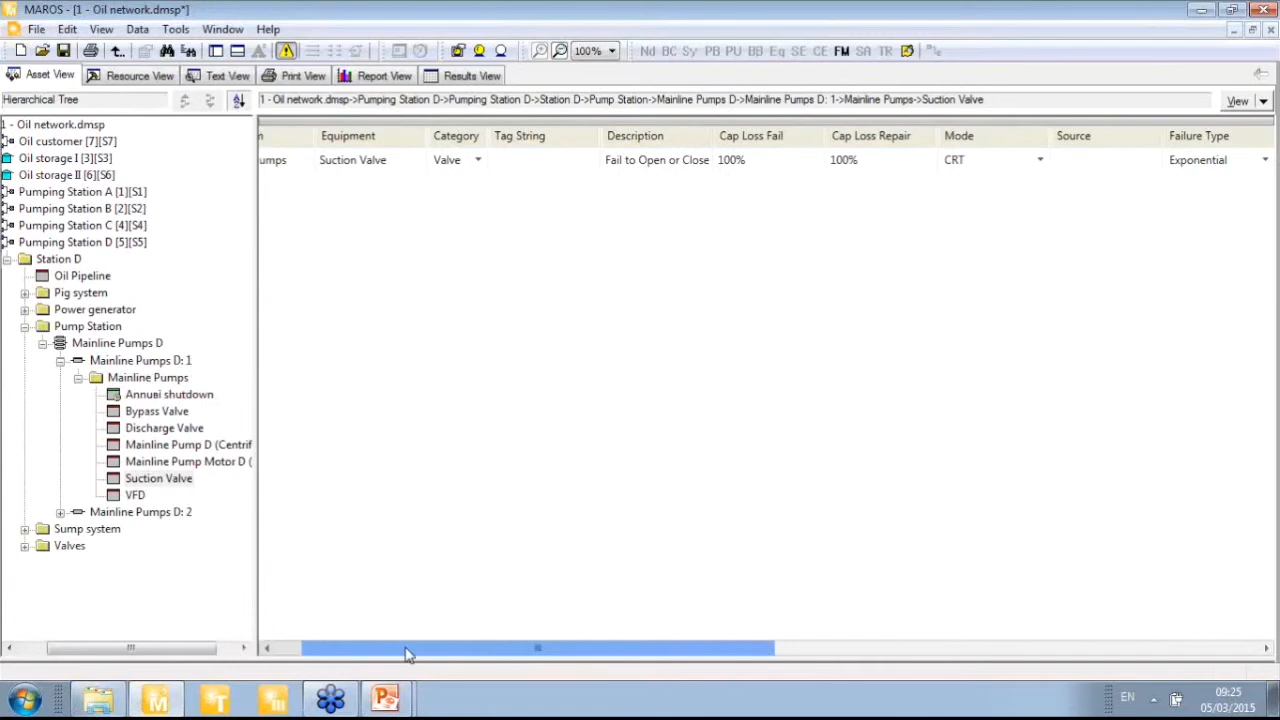 MAROS - [1 - Oil network.dmsp*]
File Edit View Data Tools Window Help
100% NU BC Sy PB PU BS Eq SE CE FM SA
Asset View Resource View Text View Print View Report View Results View
Hierarchical Tree
1 - Oil network.dmsp->Pumping Station D->Pumping Station D->Station D->Pump Station->Mainline Pumps D->Mainline Pumps D: 1->Mainline Pumps->Suction Valve View
Equipment Category Tag String Description Cap Loss Fail Cap Loss Repair Mode Source Failure Type
umps Suction Valve Valve Fail to Open or Close 100% 100% CRT Exponential
1 - Oil network.dmsp
Oil customer [7][S7]
Oil storage I [3][S3]
Oil storage II [6][S6]
Pumping Station A [1][S1]
Pumping Station B [2][S2]
Pumping Station C [4][S4]
Pumping Station D [5][S5]
Station D
Oil Pipeline
Pig system
Power generator
Pump Station
Mainline Pumps D
Mainline Pumps D: 1
Mainline Pumps
shutdown
Bypass Valve
Discharge Valve
Mainline Pump D (Centrif
Mainline Pump Motor D (
Suction Valve
VFD
Mainline Pumps D: 2
Sump system
Valves
EN
09:25
05/03/2015